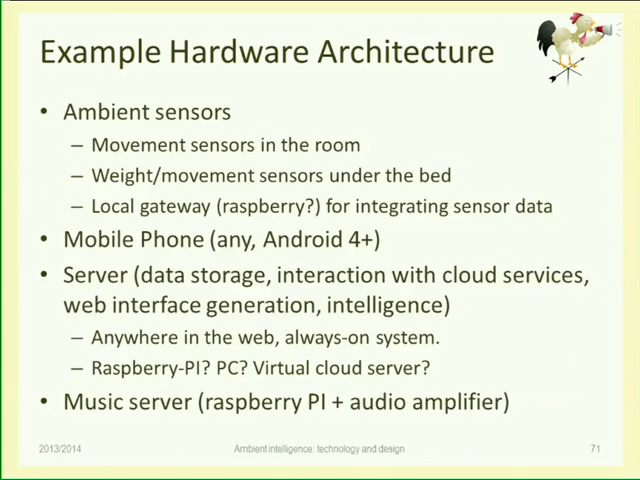 Example Hardware Architecture
• Ambient sensors
– Movement sensors in the room
– Weight/movement sensors under the bed
– Local gateway (raspberry?) for integrating sensor data
• Mobile Phone (any, Android 4+)
• Server (data storage, interaction with cloud services,
web interface generation, intelligence)
– Anywhere in the web, always-on system.
– Raspberry-PI? PC? Virtual cloud server?
• Music server (raspberry PI + audio amplifier)
2013/2014 Ambient intelligence: technology and design 71